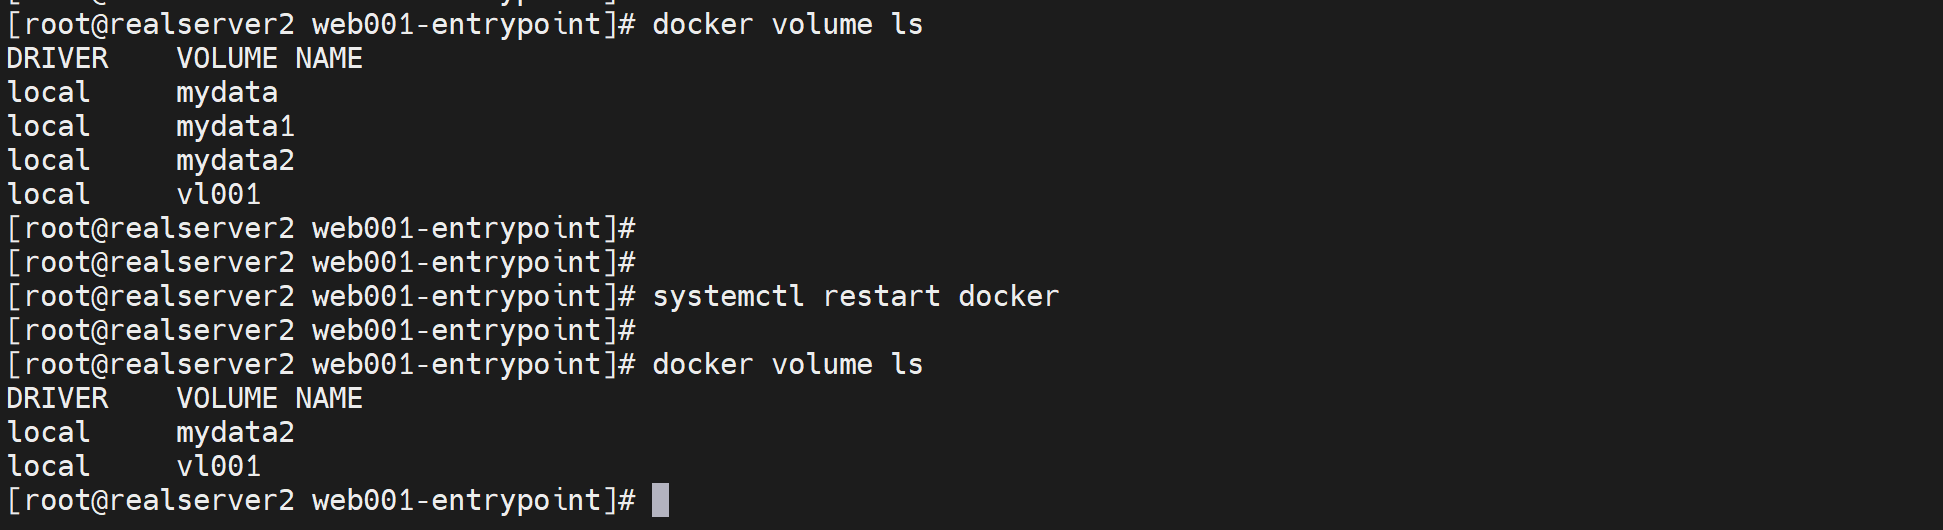 [root@realserver2 web001-entrypoint]# docker volume ls
DRIVER    VOLUME NAME
local     mydata
local     mydata1
local     mydata2
local     vl001
[root@realserver2 web001-entrypoint]#
[root@realserver2 web001-entrypoint]#
[root@realserver2 web001-entrypoint]# systemctl restart docker
[root@realserver2 web001-entrypoint]#
[root@realserver2 web001-entrypoint]# docker volume ls
DRIVER    VOLUME NAME
local     mydata2
local     vl001
[root@realserver2 web001-entrypoint]#